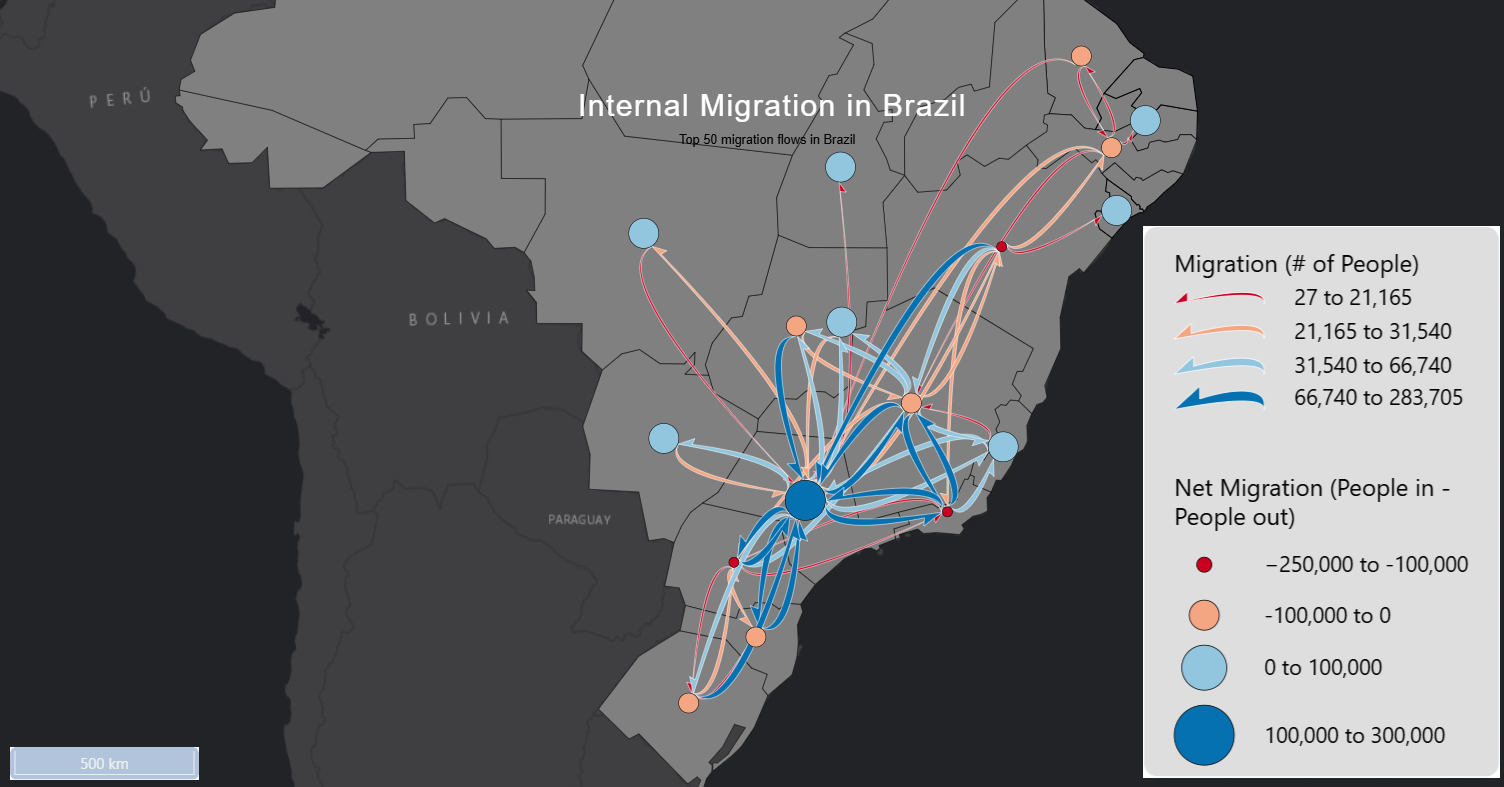 PERÚ
Internal Migration in Brazil
Top 50 migration flows in Brazil
BOLIVIA
PARAGUAY
Migration (# of People)
27 to 21,165
21,165 to 31,540
31,540 to 66,740
66,740 to 283,705
Net Migration (People in -
People out)
−250,000 to -100,000
-100,000 to 0
0 to 100,000
100,000 to 300,000
500 km